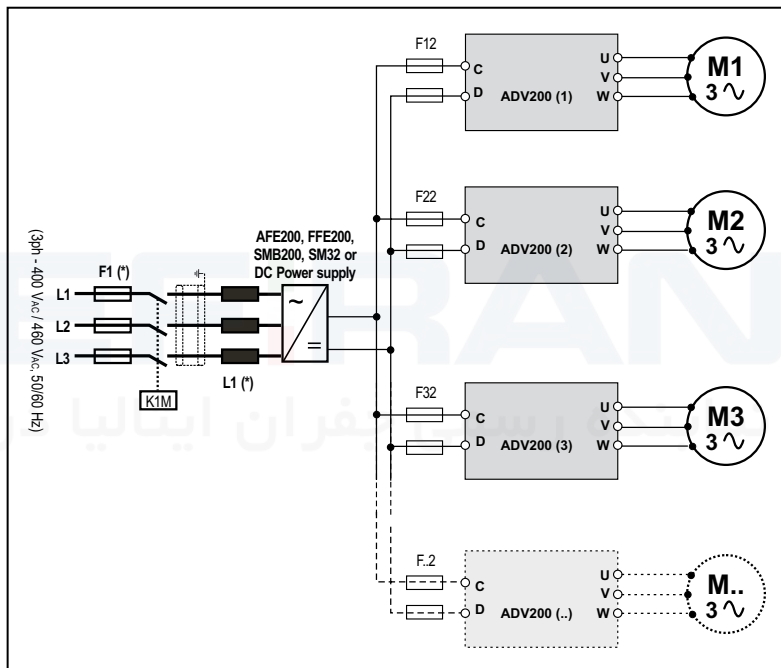 (3ph - 400 VAC / 460 VAC, 50/60 Hz)
F1 (*)
L1
L2
L3
K1M
L1 (*)
AFE200, FFE200,
SMB200, SM32 or
DC Power supply
~
=
F12
C
D
ADV200 (1)
U
V
W
M1
3 ~
F22
C
D
ADV200 (2)
U
V
W
M2
3 ~
F32
C
D
ADV200 (3)
U
V
W
M3
3 ~
F..2
C
D
ADV200 (..)
U
V
W
M..
3 ~